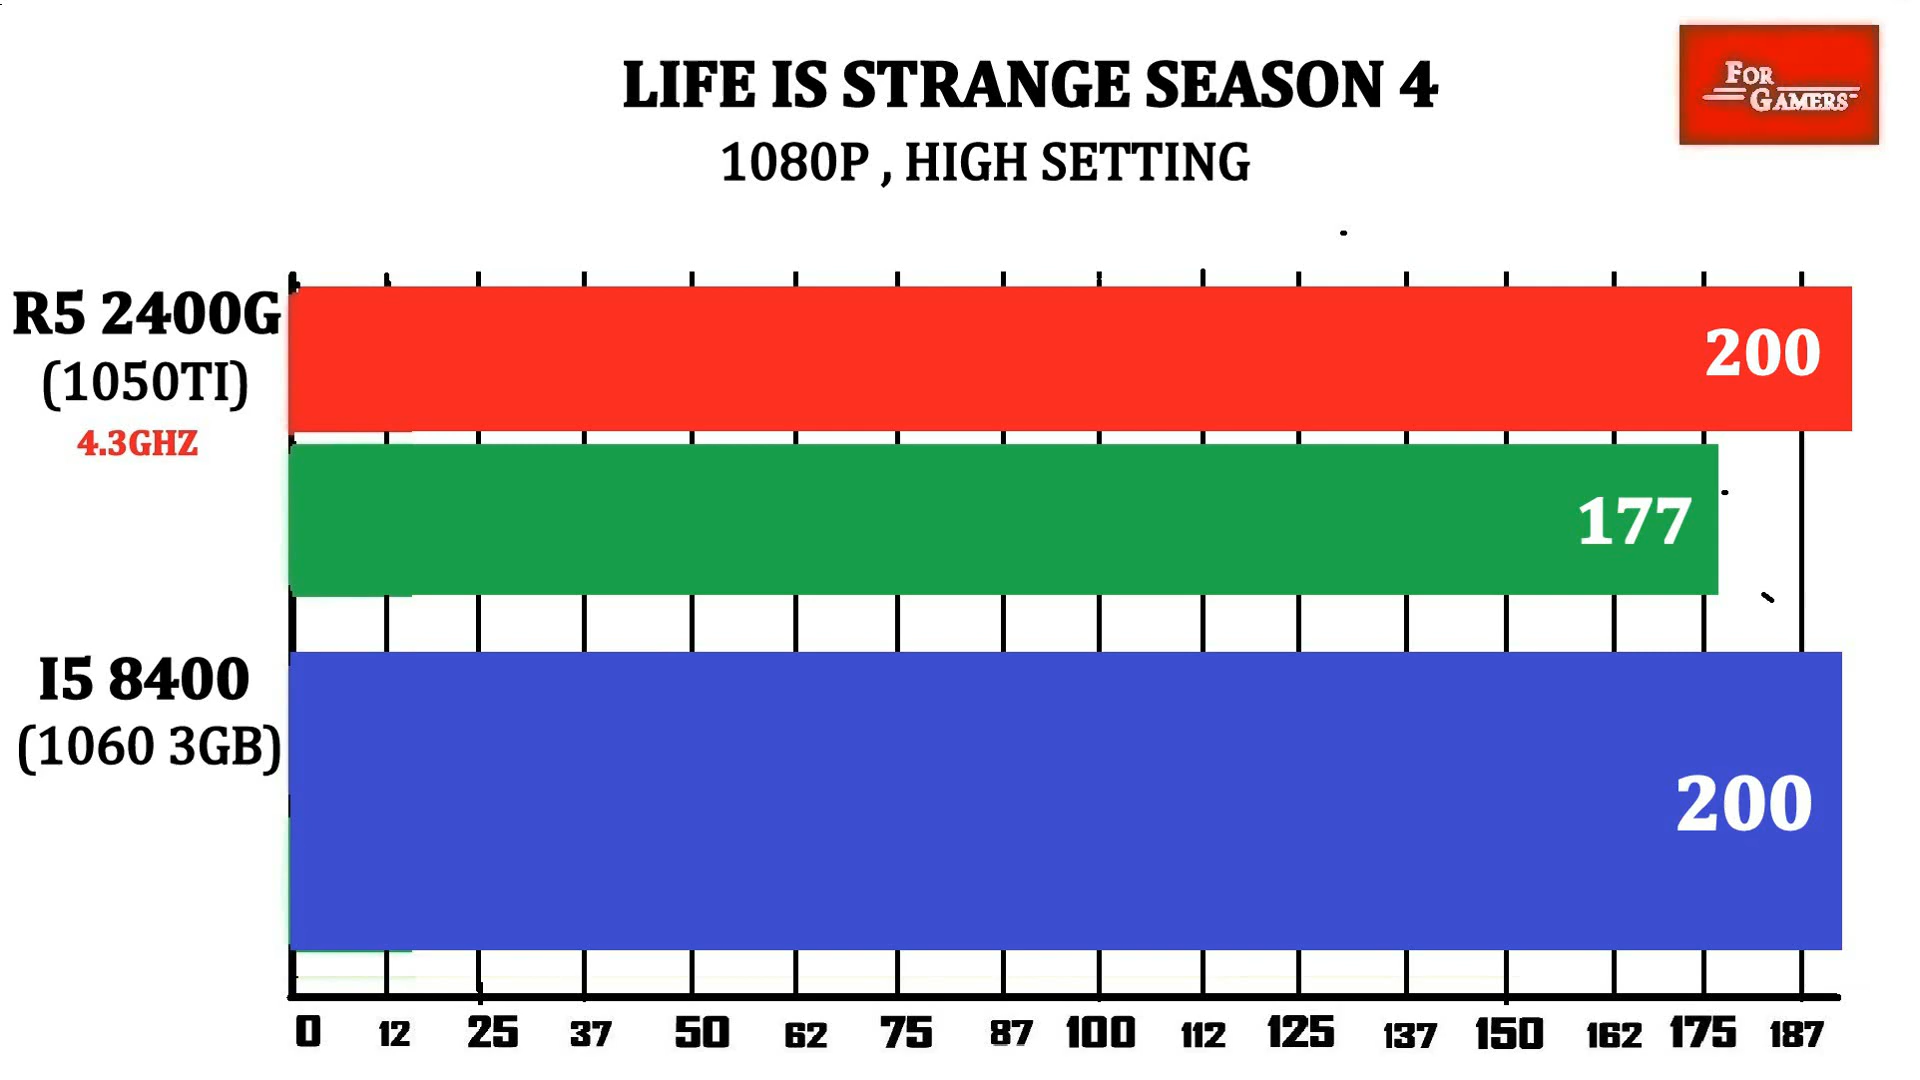 LIFE IS STRANGE SEASON 4
1080P , HIGH SETTING
FOR
GAMERS
R5 2400G
(1050TI)
4.3GHZ
200
177
I5 8400
(1060 3GB)
200
0 12 25 37 50 62 75 87 100 112 125 137 150 162 175 187